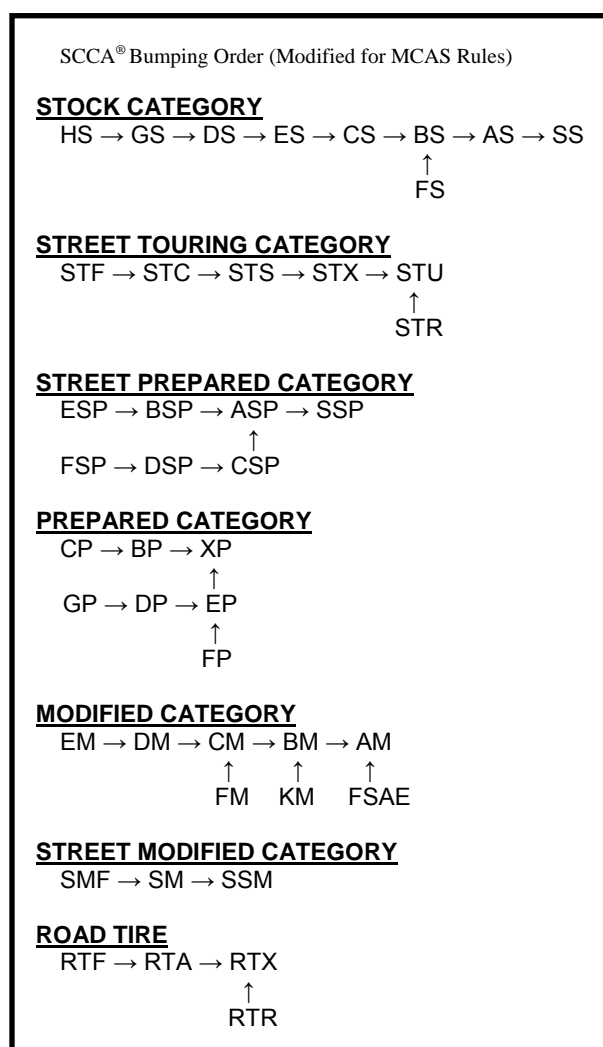 SCCA® Bumping Order (Modified for MCAS Rules)
STOCK CATEGORY
HS → GS → DS → ES → CS → BS → AS → SS
↑
FS
STREET TOURING CATEGORY
STF → STC → STS → STX → STU
↑
STR
STREET PREPARED CATEGORY
ESP → BSP → ASP → SSP
↑
FSP → DSP → CSP
PREPARED CATEGORY
CP → BP → XP
↑
GP → DP → EP
↑
FP
MODIFIED CATEGORY
EM → DM → CM → BM → AM
↑ ↑ ↑
FM KM FSAE
STREET MODIFIED CATEGORY
SMF → SM → SSM
ROAD TIRE
RTF → RTA → RTX
↑
RTR